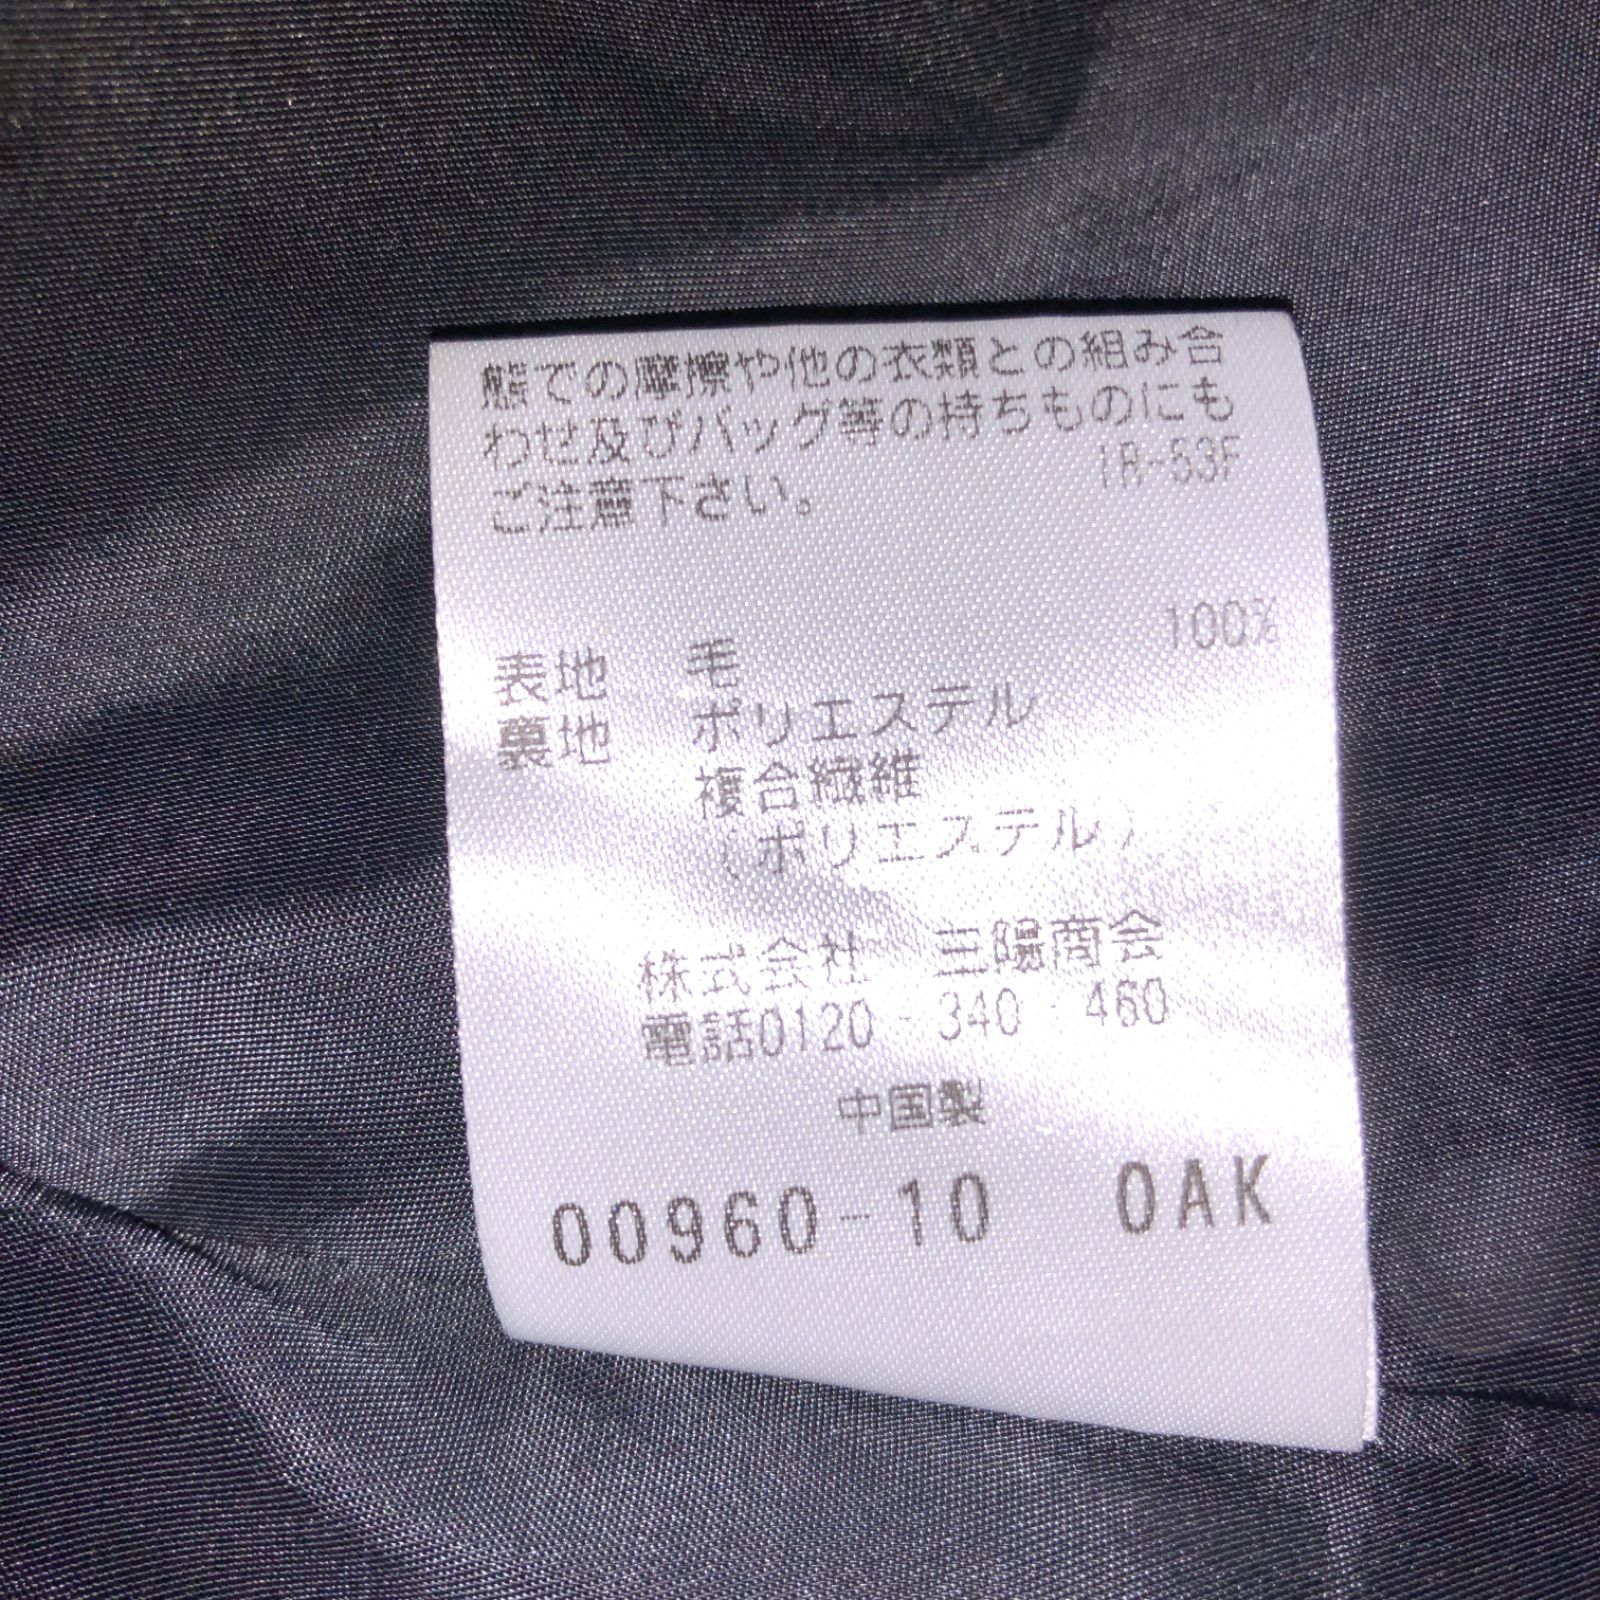 態での摩擦や他の衣類との組み合
わせ及びバッグ等の持ちものにも
ご注意下さい。 IR-53F
表地 毛 100%
裏地 ポリエステル
複合繊維
(ポリエステル)
株式会社 三陽商会
電話0120-340-460
中国製
00960-10 OAK